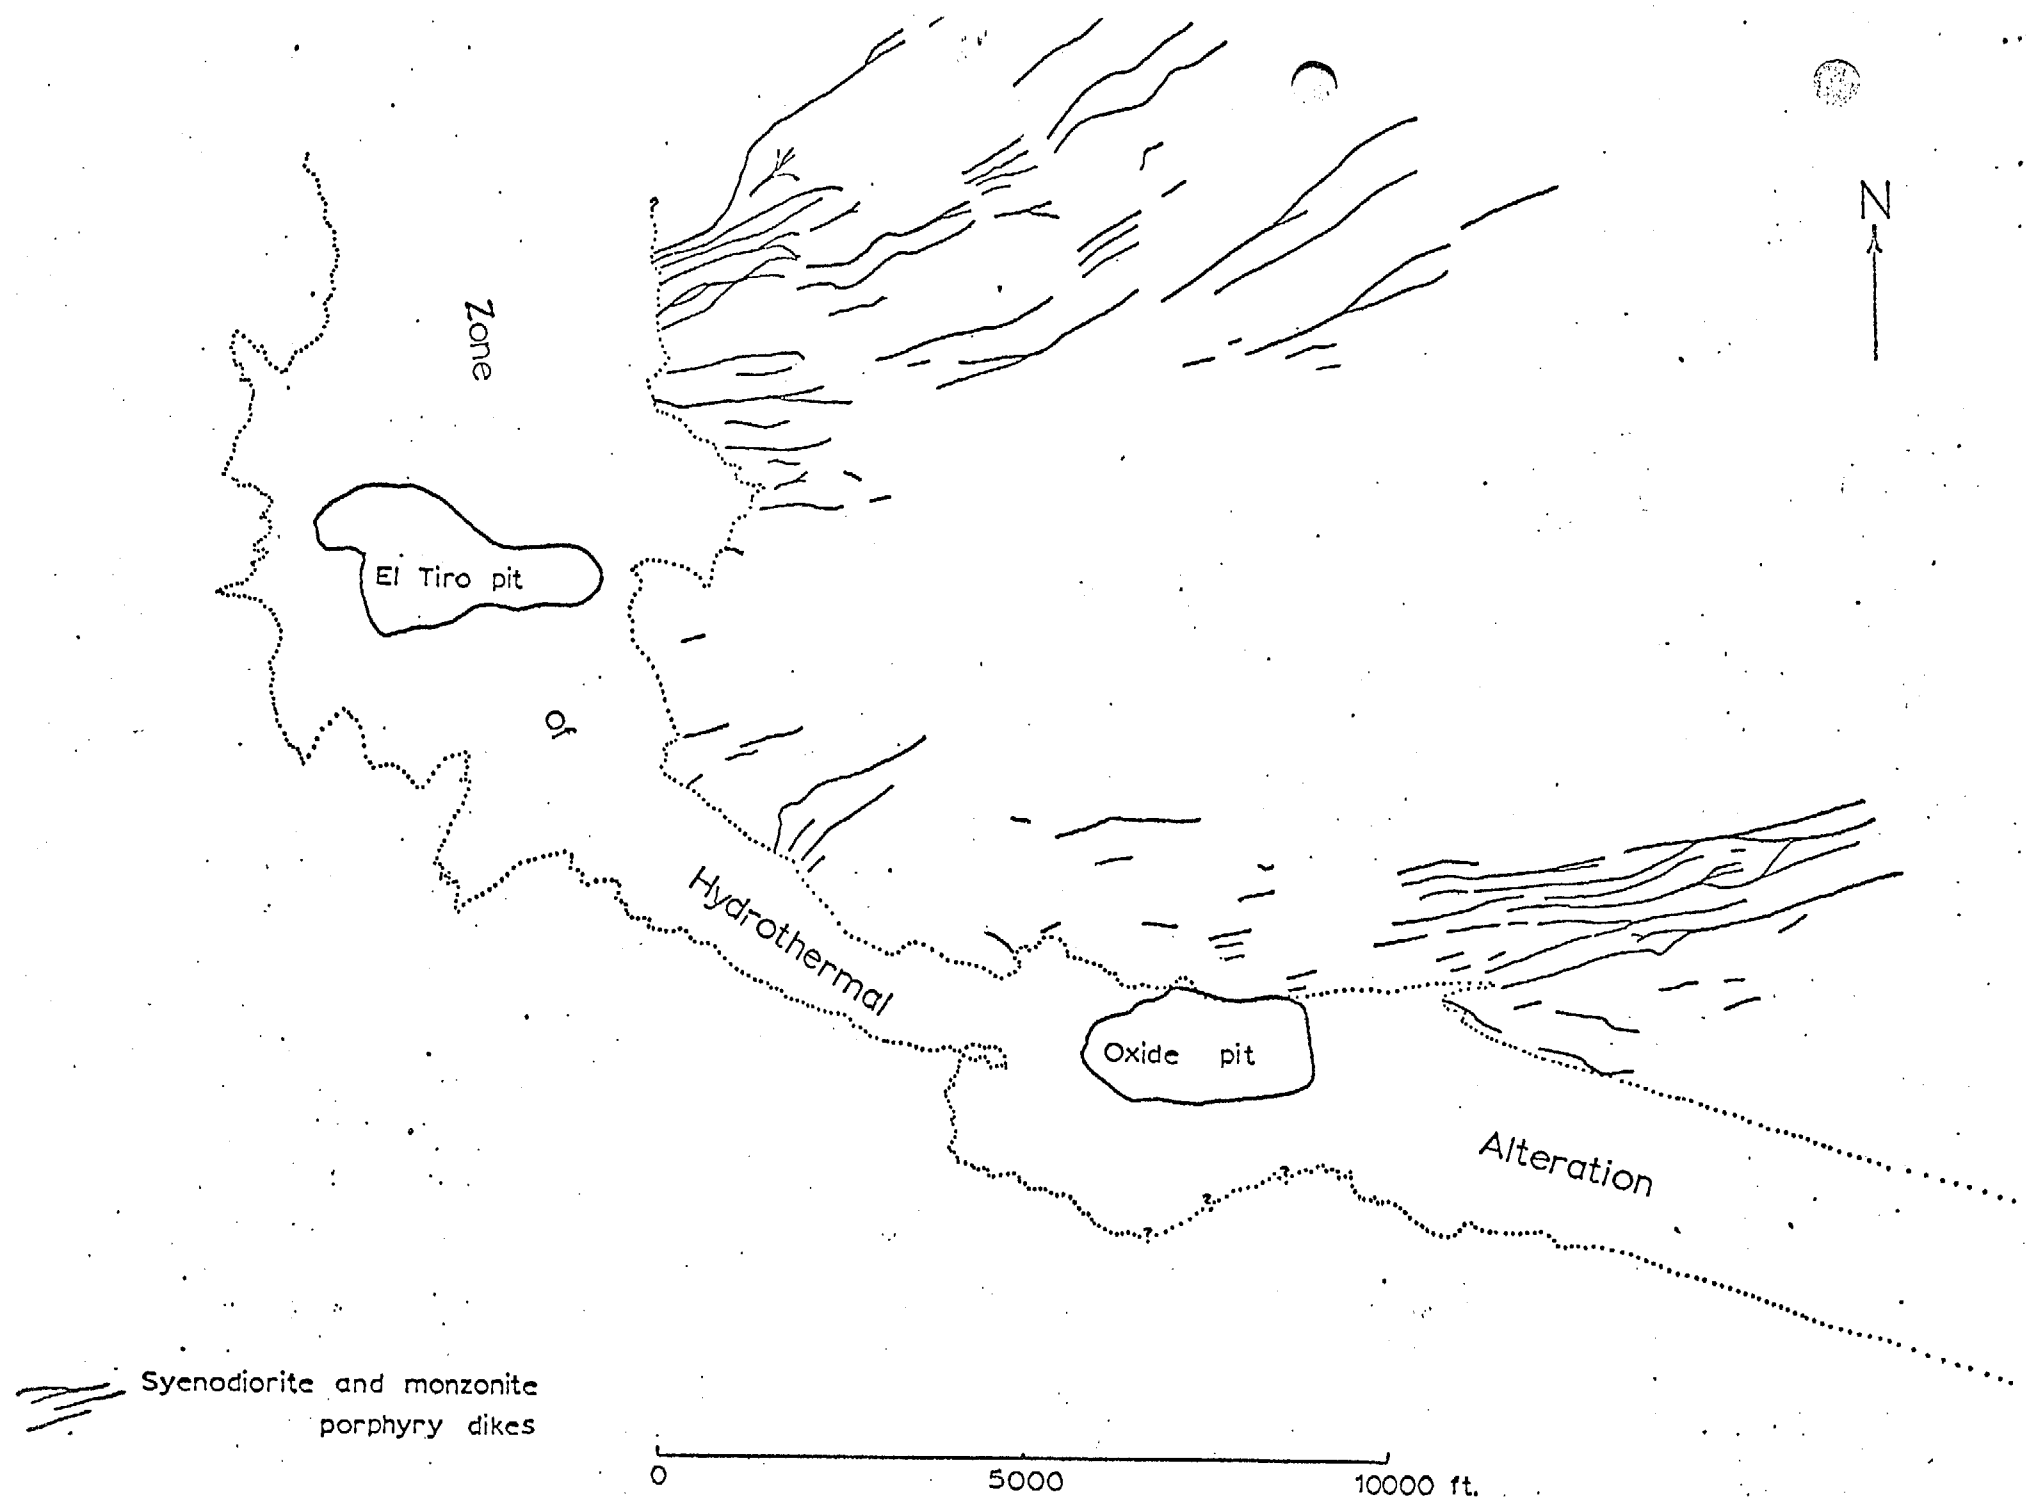 N
?
Zone
El Tiro pit
of
Hydrothermal
Oxide pit
Alteration
?
?
?
Syenodiorite and monzonite
porphyry dikes
0 5000 10000 ft.